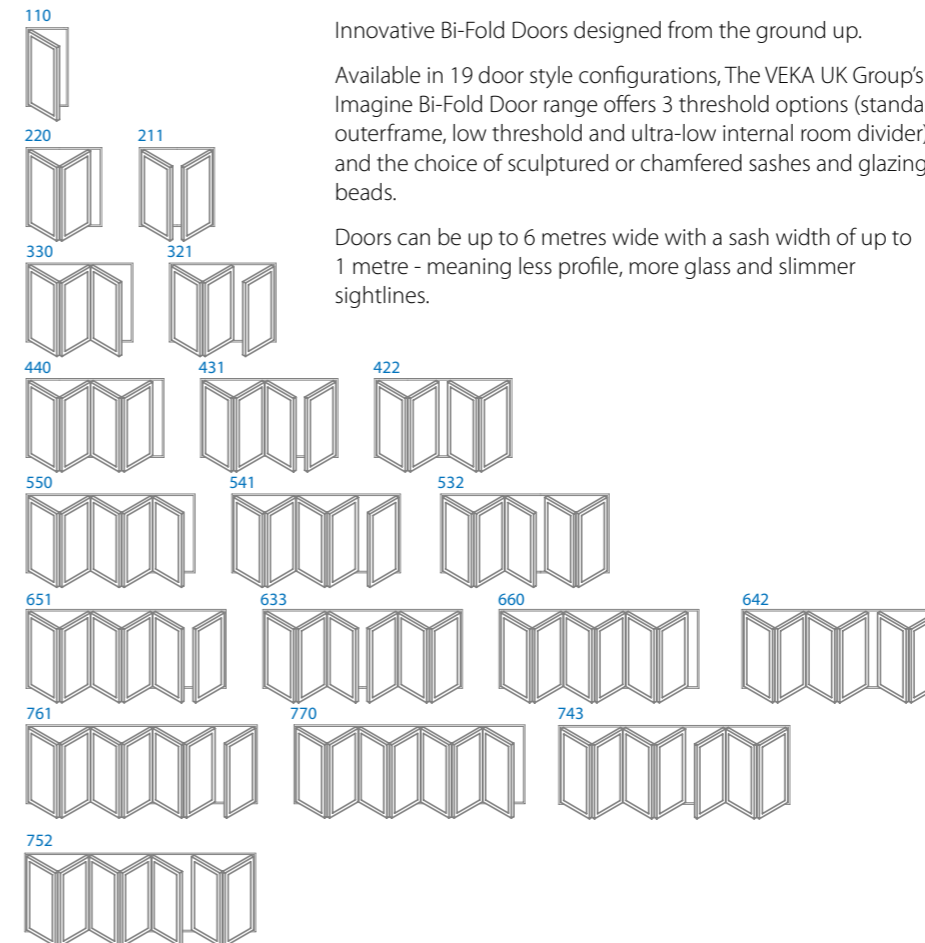 110
Innovative Bi-Fold Doors designed from the ground up.
Available in 19 door style configurations, The VEKA UK Group's
Imagine Bi-Fold Door range offers 3 threshold options (standa
outerframe, low threshold and ultra-low internal room divider)
and the choice of sculptured or chamfered sashes and glazing
beads.
Doors can be up to 6 metres wide with a sash width of up to
1 metre - meaning less profile, more glass and slimmer
sightlines.
220 211
330 321
440 431 422
550 541 532
651 633 660 642
761 770 743
752